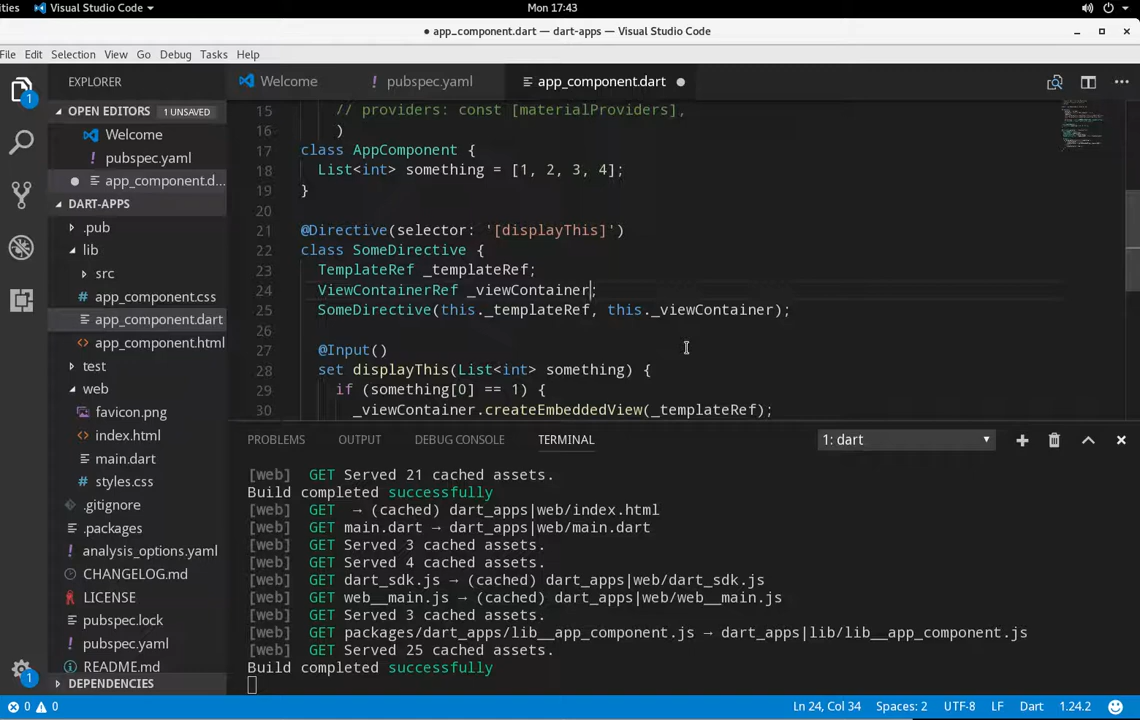 ities Visual Studio Code Mon 17:43
● app_component.dart — dart-apps — Visual Studio Code
File Edit Selection View Go Debug Tasks Help
EXPLORER
Welcome
pubspec.yaml
app_component.dart
OPEN EDITORS 1 UNSAVED
Welcome
pubspec.yaml
app_component.d...
DART-APPS
.pub
lib
src
app_component.css
app_component.dart
app_component.html
test
web
favicon.png
index.html
main.dart
styles.css
.gitignore
.packages
analysis_options.yaml
CHANGELOG.md
LICENSE
pubspec.lock
pubspec.yaml
README.md
DEPENDENCIES
1
1
15 // providers: const [materialProviders],
16 )
17 class AppComponent {
18 List<int> something = [1, 2, 3, 4];
19 }
20
21 @Directive(selector: '[displayThis]')
22 class SomeDirective {
23 TemplateRef _templateRef;
24 ViewContainerRef _viewContainer;
25 SomeDirective(this._templateRef, this._viewContainer);
26
27 @Input()
28 set displayThis(List<int> something) {
29 if (something[0] == 1) {
30 _viewContainer.createEmbeddedView(_templateRef);
PROBLEMS OUTPUT DEBUG CONSOLE TERMINAL 1: dart
[web] GET Served 21 cached assets.
Build completed successfully
[web] GET → (cached) dart_apps|web/index.html
[web] GET main.dart → dart_apps|web/main.dart
[web] GET Served 3 cached assets.
[web] GET Served 4 cached assets.
[web] GET dart_sdk.js → (cached) dart_apps|web/dart_sdk.js
[web] GET web__main.js → (cached) dart_apps|web/web__main.js
[web] GET Served 3 cached assets.
[web] GET packages/dart_apps/lib__app_component.js → dart_apps|lib/lib__app_component.js
[web] GET Served 25 cached assets.
Build completed successfully
0 0 Ln 24, Col 34 Spaces: 2 UTF-8 LF Dart 1.24.2